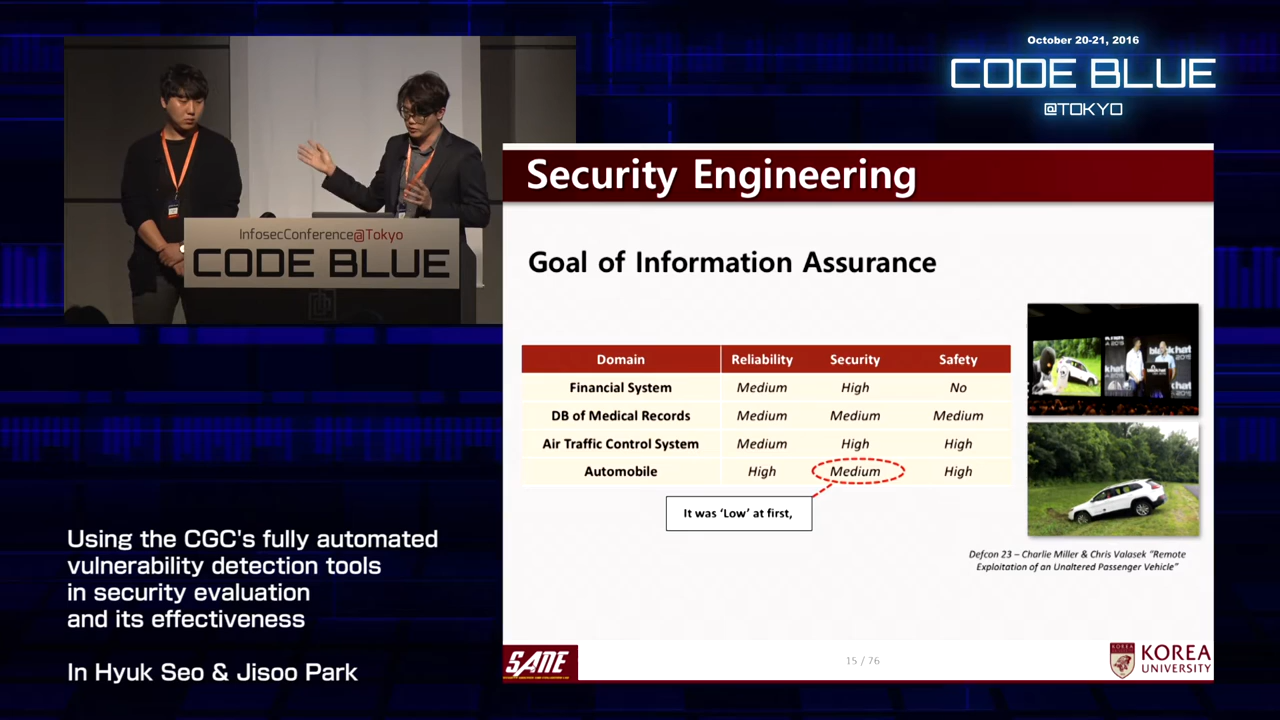 October 20-21, 2016
CODE BLUE
@TOKYO
InfosecConference@Tokyo
CODE BLUE
Security Engineering
Goal of Information Assurance
Domain Reliability Security Safety
Financial System Medium High No
DB of Medical Records Medium Medium Medium
Air Traffic Control System Medium High High
Automobile High Medium High
It was ‘Low’ at first,
Defcon 23 – Charlie Miller & Chris Valasek “Remote
Exploitation of an Unaltered Passenger Vehicle”
Using the CGC's fully automated
vulnerability detection tools
in security evaluation
and its effectiveness
In Hyuk Seo & Jisoo Park
SANE
15 / 76
KOREA
UNIVERSITY